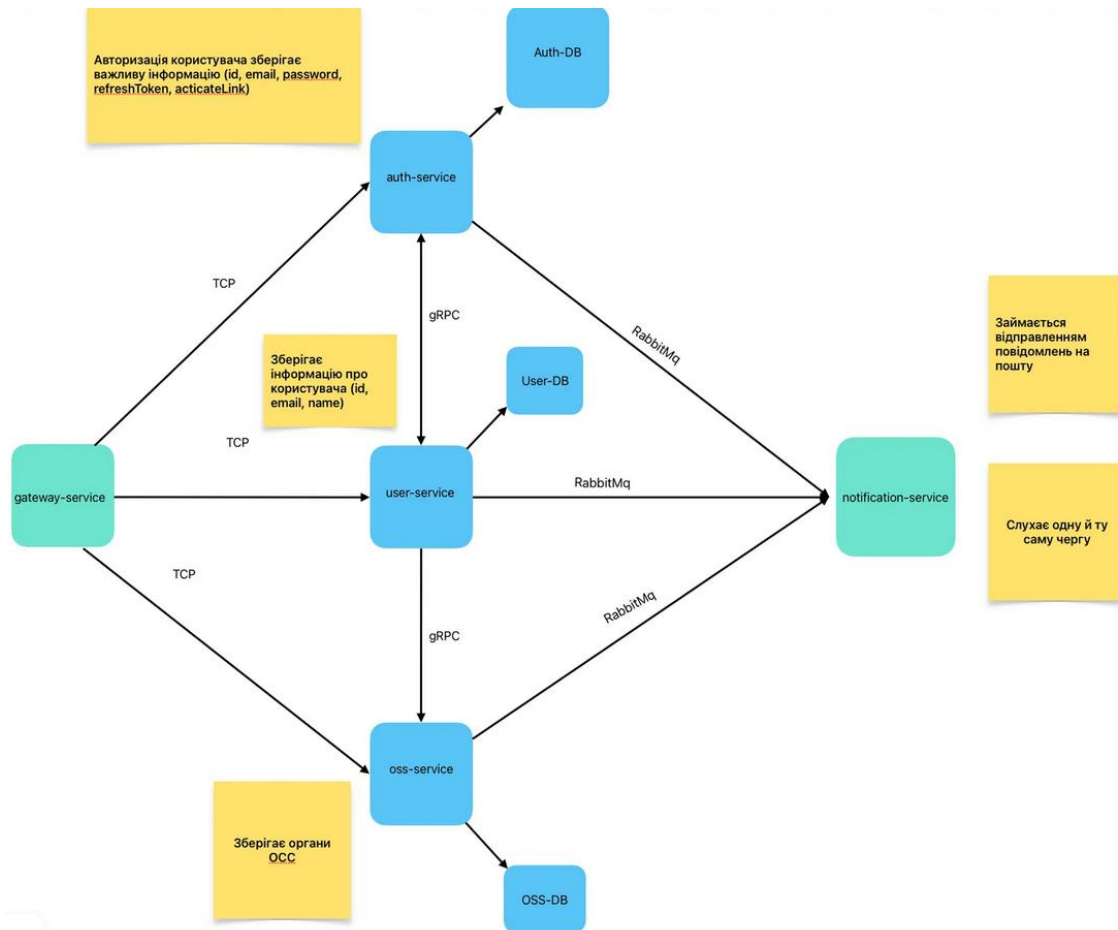 Авторизація користувача зберігає
важливу інформацію (id, email, password,
refreshToken, acticateLink)
Auth-DB
auth-service
TCP
gRPC
RabbitMq
Займається
відправленням
повідомлень на
пошту
Зберігає
інформацію про
користувача (id,
email, name)
User-DB
TCP
gateway-service
user-service
RabbitMq
notification-service
Слухає одну й ту
саму чергу
TCP
gRPC
RabbitMq
oss-service
Зберігає органи
ОСС
OSS-DB